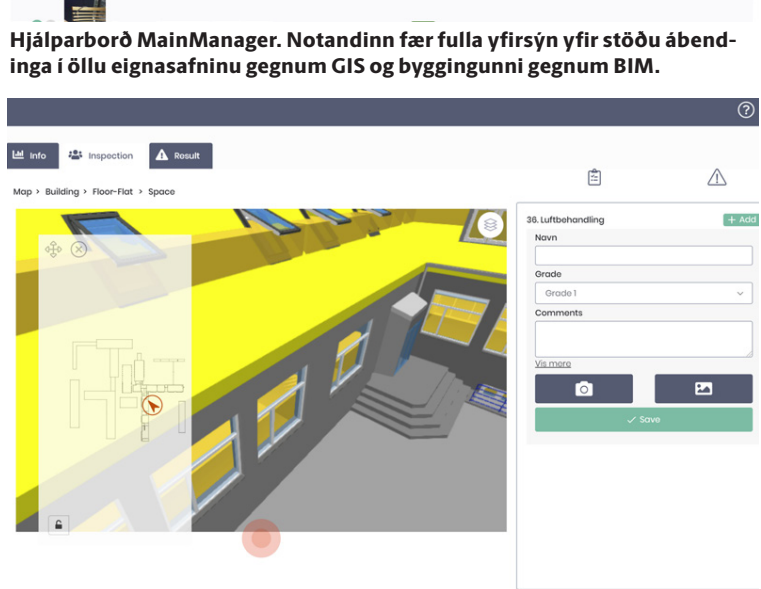 Hjálparborð MainManager. Notandinn fær fulla yfirsýn yfir stöðu ábend-
inga í öllu eignasafninu gegnum GIS og byggingunni gegnum BIM.
?
Info
Inspection
Result
Map > Building > Floor-Flat > Space
36. Luftbehandling
+ Add
Navn
Grade
Grade 1
Comments
Vis mere
Save